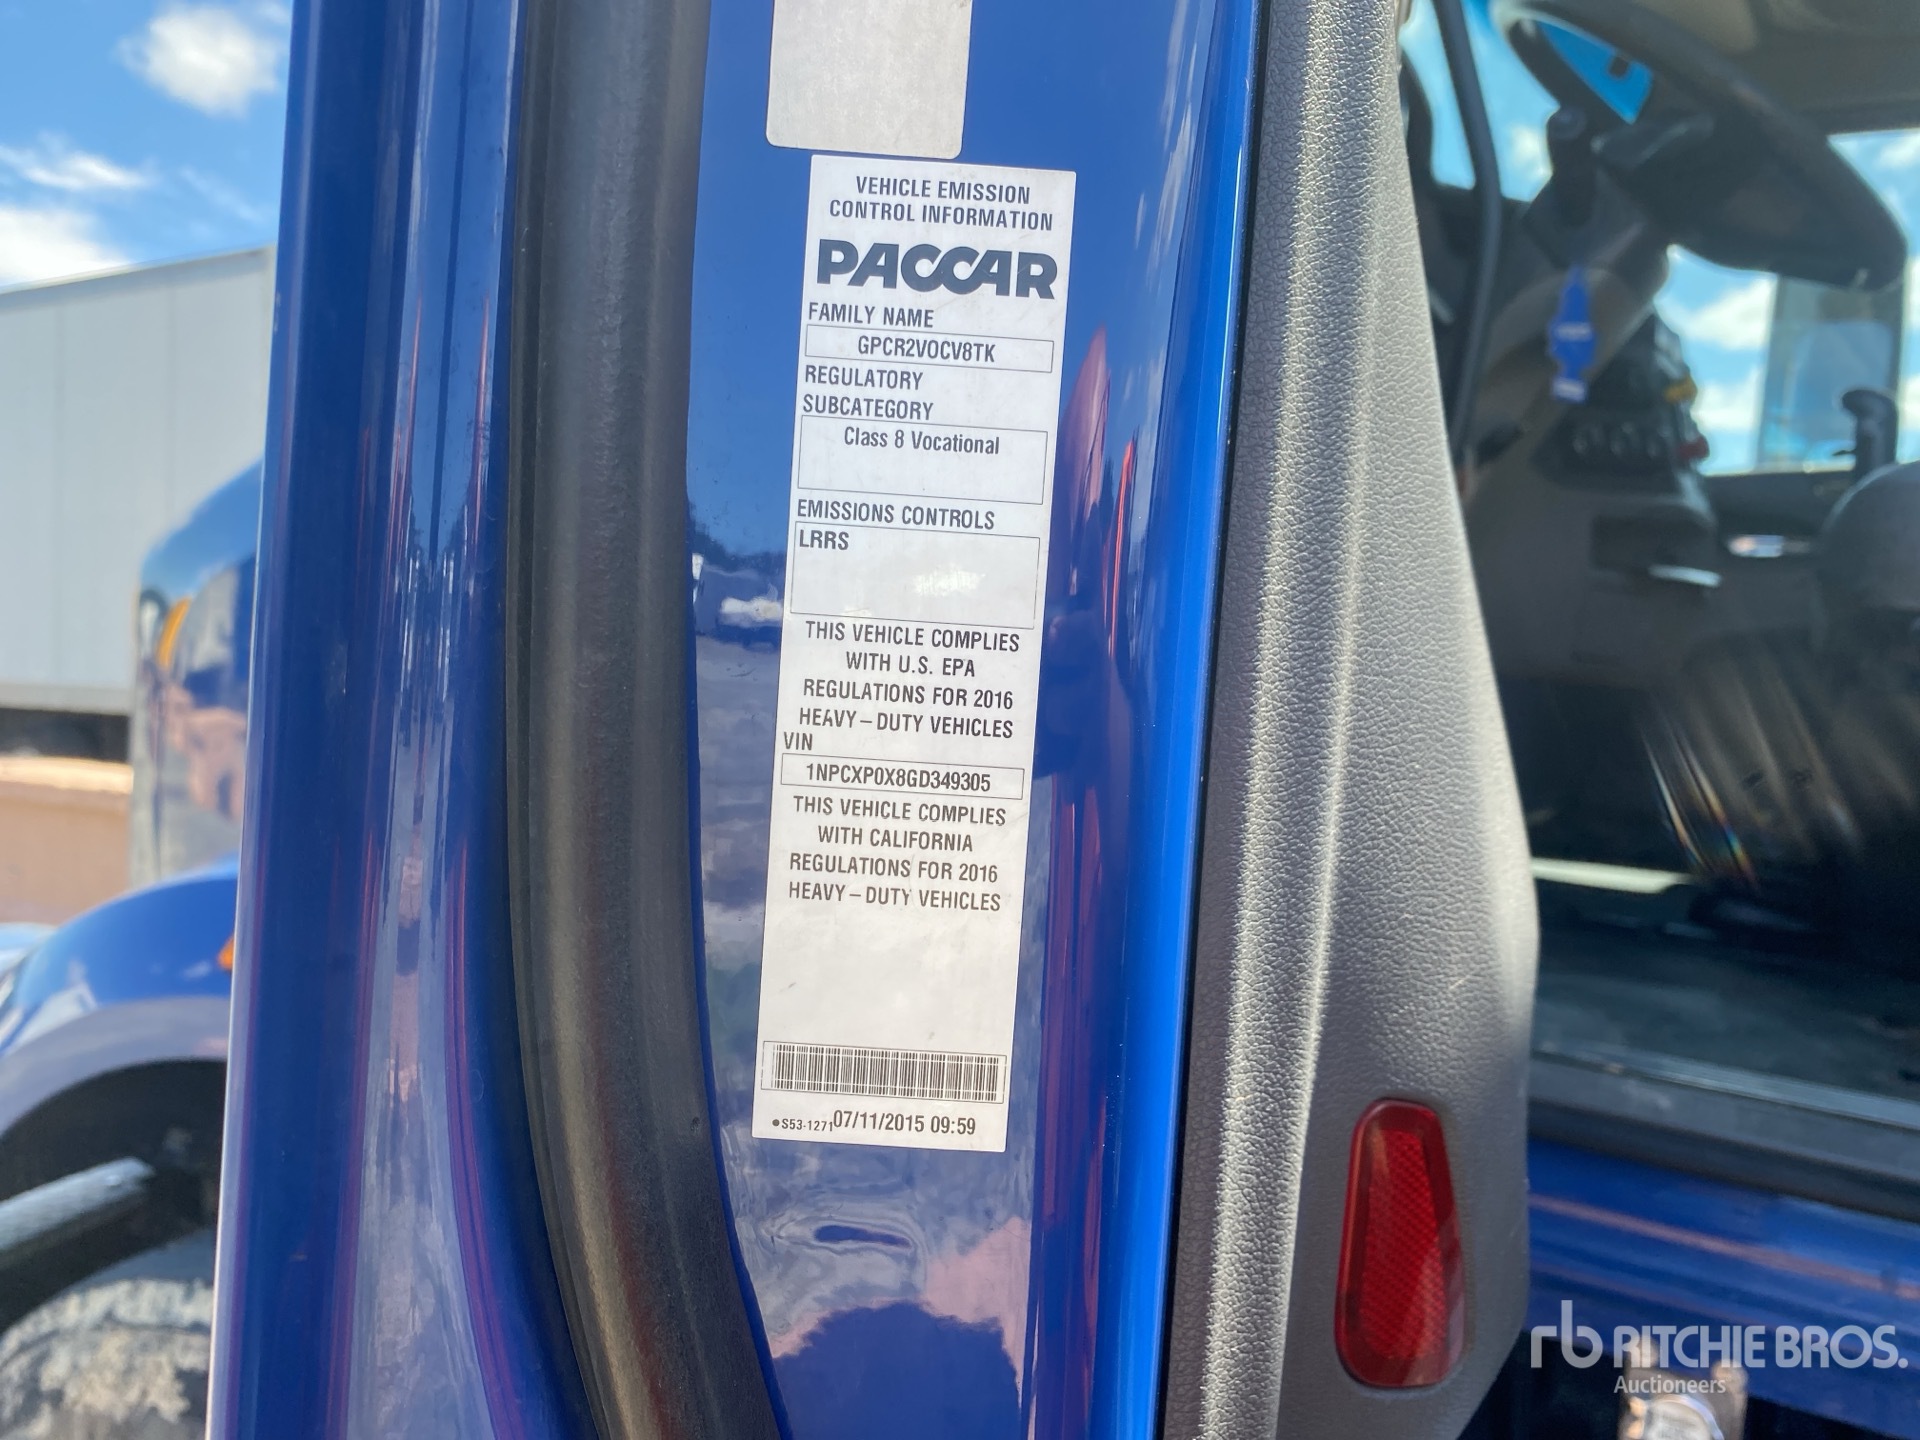 VEHICLE EMISSION
CONTROL INFORMATION
PACCAR
FAMILY NAME
GPCR2VOCV8TK
REGULATORY
SUBCATEGORY
Class 8 Vocational
EMISSIONS CONTROLS
LRRS
THIS VEHICLE COMPLIES
WITH U.S. EPA
REGULATIONS FOR 2016
HEAVY-DUTY VEHICLES
VIN
1NPCXP0X8GD349305
THIS VEHICLE COMPLIES
WITH CALIFORNIA
REGULATIONS FOR 2016
HEAVY-DUTY VEHICLES
•S53-1271 07/11/2015 09:59
rb RITCHIE BROS.
Auctioneers